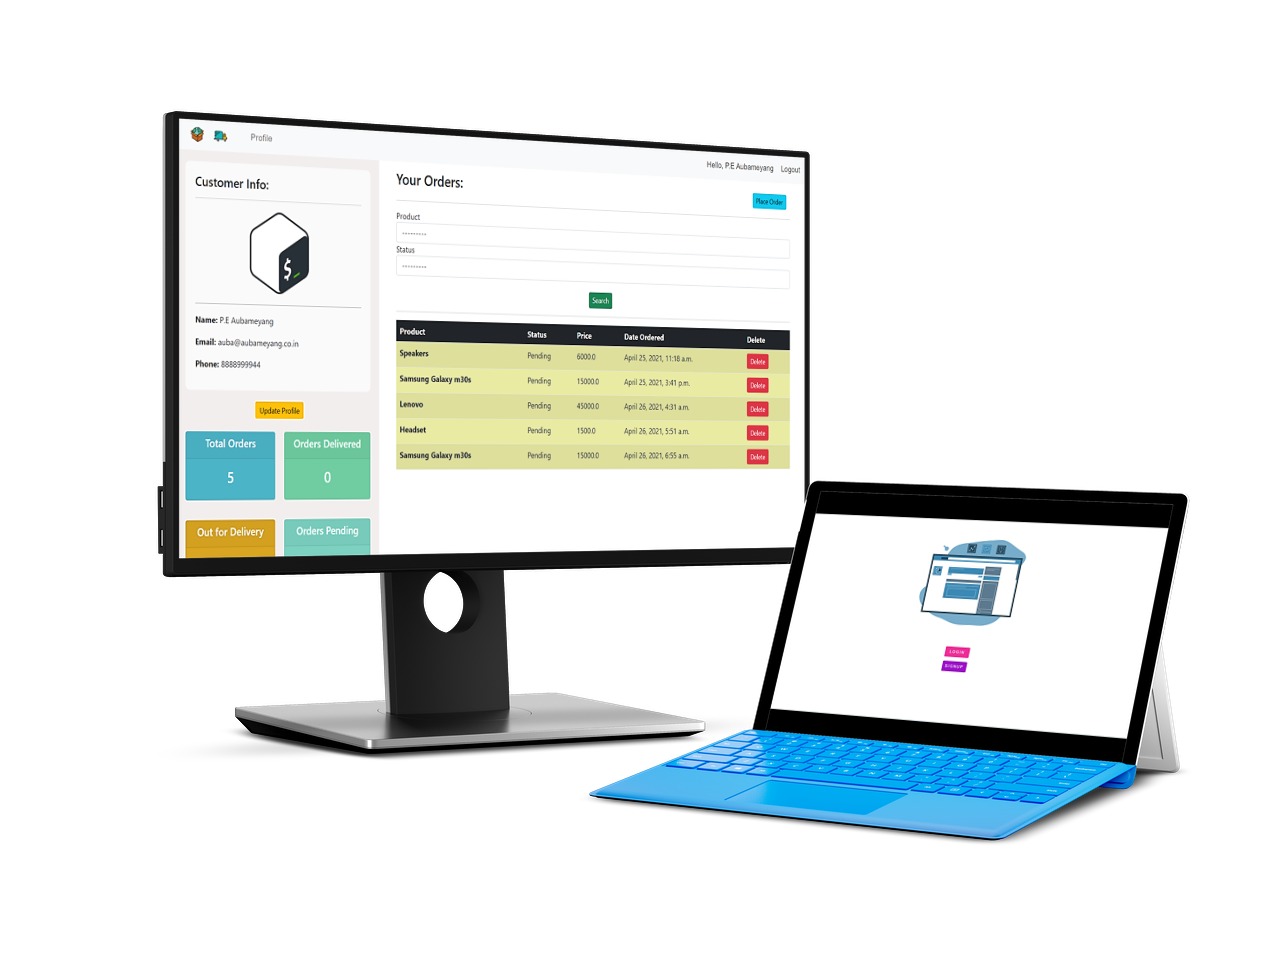 Profile
Hello, P.E Aubameyang Logout
Customer Info:
$_
Name: P.E Aubameyang
Email: auba@aubameyang.co.in
Phone: 8888999944
Update Profile
Total Orders
5
Orders Delivered
0
Out for Delivery
Orders Pending
Your Orders:
Place Order
Product
---------
Status
---------
Search
Product Status Price Date Ordered Delete
Speakers Pending 6000.0 April 25, 2021, 11:18 a.m. Delete
Samsung Galaxy m30s Pending 15000.0 April 25, 2021, 3:41 p.m. Delete
Lenovo Pending 45000.0 April 26, 2021, 4:31 a.m. Delete
Headset Pending 1500.0 April 26, 2021, 5:51 a.m. Delete
Samsung Galaxy m30s Pending 15000.0 April 26, 2021, 6:55 a.m. Delete
LOGIN
SIGNUP